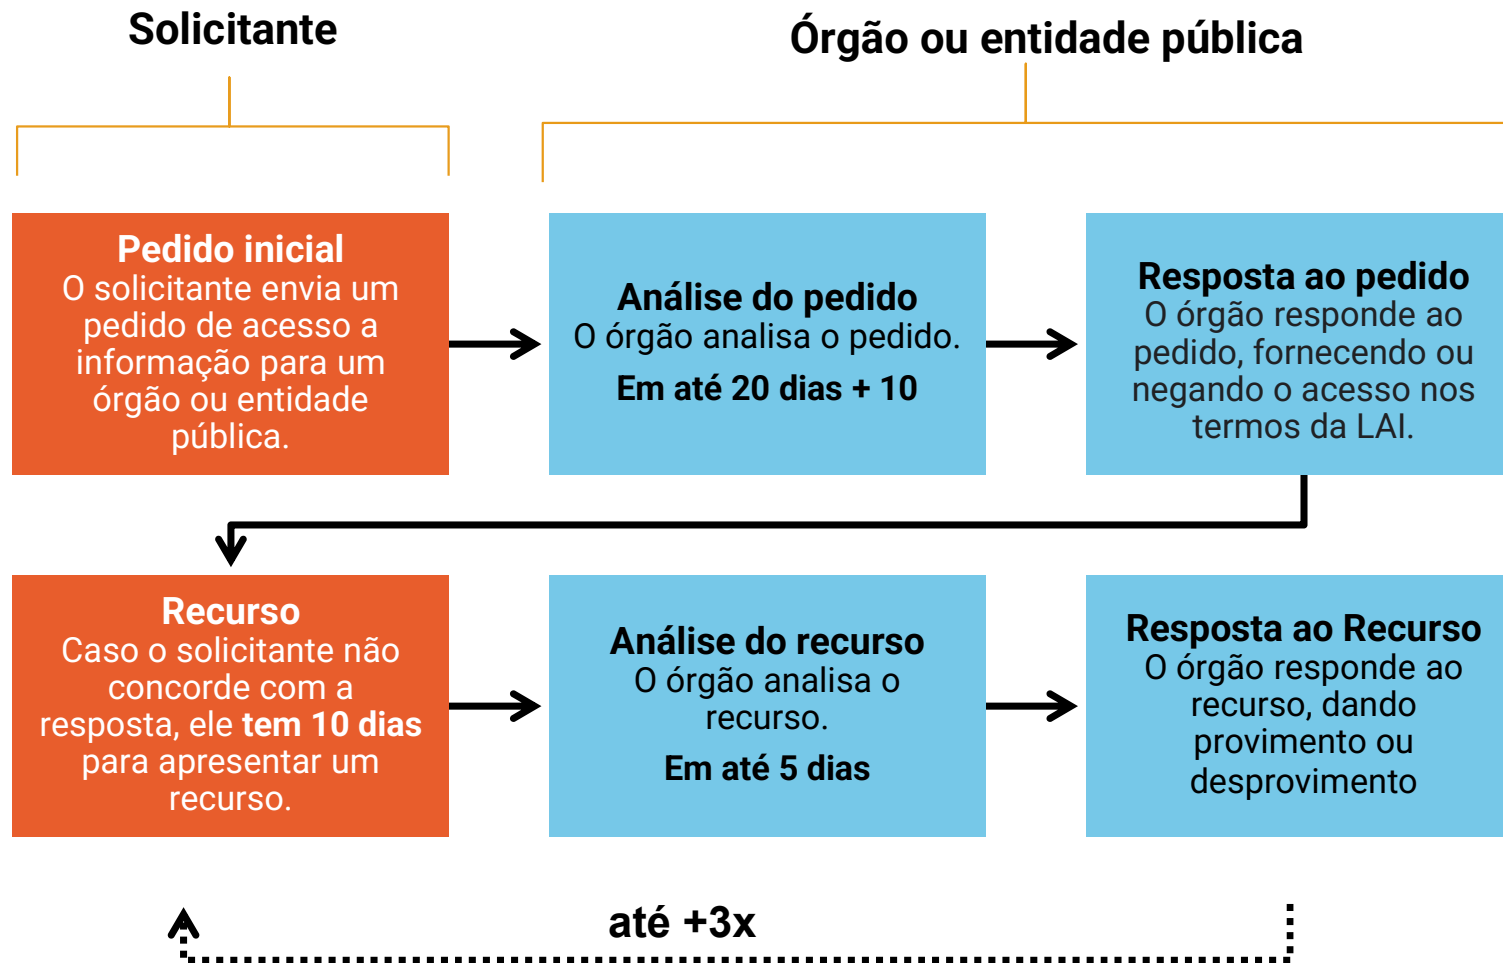 Solicitante
Órgão ou entidade pública
Pedido inicial
O solicitante envia um
pedido de acesso a
informação para um
órgão ou entidade
pública.
Análise do pedido
O órgão analisa o pedido.
Em até 20 dias + 10
Resposta ao pedido
O órgão responde ao
pedido, fornecendo ou
negando o acesso nos
termos da LAI.
Recurso
Caso o solicitante não
concorde com a
resposta, ele tem 10 dias
para apresentar um
recurso.
Análise do recurso
O órgão analisa o
recurso.
Em até 5 dias
Resposta ao Recurso
O órgão responde ao
recurso, dando
provimento ou
desprovimento
até +3x